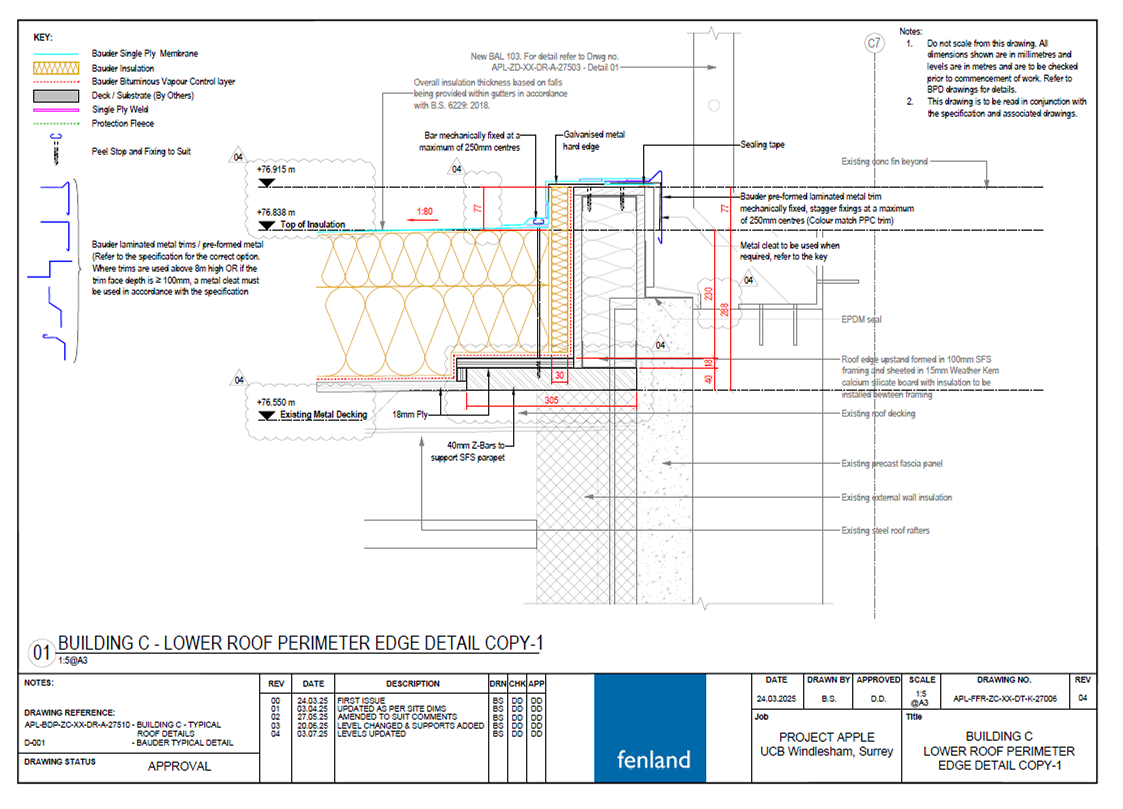 KEY:
Bauder Single Ply Membrane
Bauder Insulation
Bauder Bituminous Vapour Control layer
Deck / Substrate (By Others)
Single Ply Weld
Protection Fleece
Peel Stop and Fixing to Suit
Bauder laminated metal trims / pre-formed metal
(Refer to the specification for the correct option.
Where trims are used above 8m high OR if the
trim face depth is ≥ 100mm, a metal cleat must
be used in accordance with the specification
New BAL 103. For detail refer to Drwg no.
APL-ZD-XX-DR-A-27503 - Detail 01
Overall insulation thickness based on falls
being provided within gutters in accordance
with B.S. 6229: 2018.
Bar mechanically fixed at a
maximum of 250mm centres
Galvanised metal
hard edge
Sealing tape
C7
Notes:
1. Do not scale from this drawing. All
dimensions shown are in millimetres and
levels are in metres and are to be checked
prior to commencement of work. Refer to
BPD drawings for details.
2. This drawing is to be read in conjunction with
the specification and associated drawings.
Existing conc fin beyond
Bauder pre-formed laminated metal trim
mechanically fixed, stagger fixings at a maximum
of 250mm centres (Colour match PPC trim)
Metal cleat to be used when
required, refer to the key
04
EPDM seal
Roof edge upstand formed in 100mm SFS
framing and sheeted in 15mm Weather Kem
calcium silicate board with insulation to be
installed bewteen framing
Existing roof decking
Existing precast fascia panel
Existing external wall insulation
Existing steel roof rafters
04
+76.915 m
+76.838 m
Top of Insulation
04
1:80
77
77
230
288
04
18
40
30
305
04
+76.550 m
Existing Metal Decking
18mm Ply
40mm Z-Bars to
support SFS parapet
01
BUILDING C - LOWER ROOF PERIMETER EDGE DETAIL COPY-1
1:5@A3
NOTES:
DRAWING REFERENCE:
APL-BDP-ZC-XX-DR-A-27510 - BUILDING C - TYPICAL
ROOF DETAILS
D-001 - BAUDER TYPICAL DETAIL
DRAWING STATUS APPROVAL
REV DATE DESCRIPTION DRN CHK APP
00 24.03.25 FIRST ISSUE BS DD DD
01 03.04.25 UPDATED AS PER SITE DIMS BS DD DD
02 27.05.25 AMENDED TO SUIT COMMENTS BS DD DD
03 20.06.25 LEVEL CHANGED & SUPPORTS ADDED BS DD DD
04 03.07.25 LEVELS UPDATED BS DD DD
fenland
DATE DRAWN BY APPROVED SCALE DRAWING NO. REV
24.03.2025 B.S. D.D. 1:5 @A3 APL-FFR-ZC-XX-DT-K-27006 04
Job
PROJECT APPLE
UCB Windlesham, Surrey
Title
BUILDING C
LOWER ROOF PERIMETER
EDGE DETAIL COPY-1